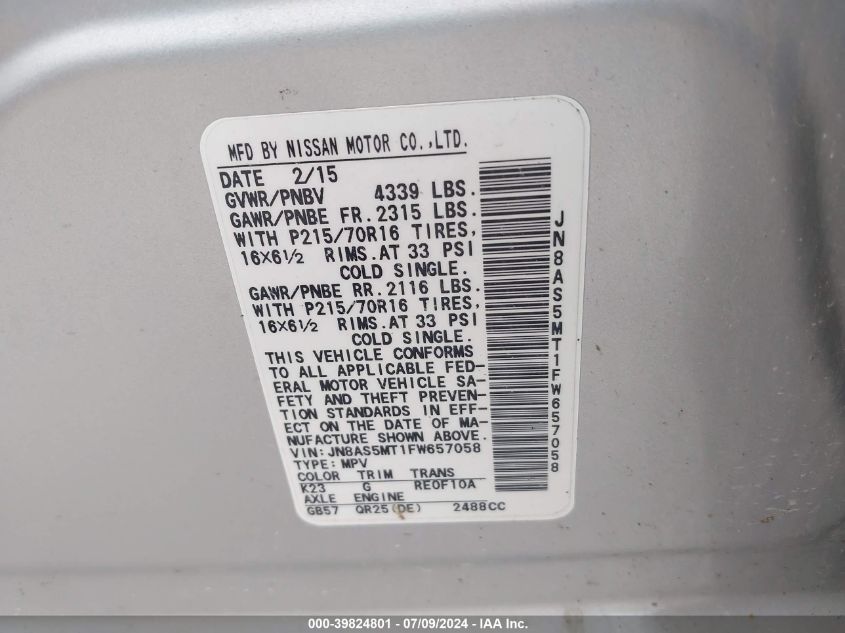 MFD BY NISSAN MOTOR CO.,LTD.
DATE 2/15
GVWR/PNBV 4339 LBS.
GAWR/PNBE FR.2315 LBS.
WITH P215/70R16 TIRES,
16X6½ RIMS.AT 33 PSI
COLD SINGLE.
GAWR/PNBE RR.2116 LBS.
WITH P215/70R16 TIRES,
16X6½ RIMS.AT 33 PSI
COLD SINGLE.
THIS VEHICLE CONFORMS
TO ALL APPLICABLE FED-
ERAL MOTOR VEHICLE SA-
FETY AND THEFT PREVEN-
TION STANDARDS IN EFF-
ECT ON THE DATE OF MA-
NUFACTURE SHOWN ABOVE.
VIN: JN8AS5MT1FW657058
TYPE: MPV
COLOR TRIM TRANS
K23 G RE0F10A
AXLE ENGINE
GB57 QR25(DE) 2488CC
JN8AS5MT1FW657058
000-39824801 - 07/09/2024 - IAA Inc.